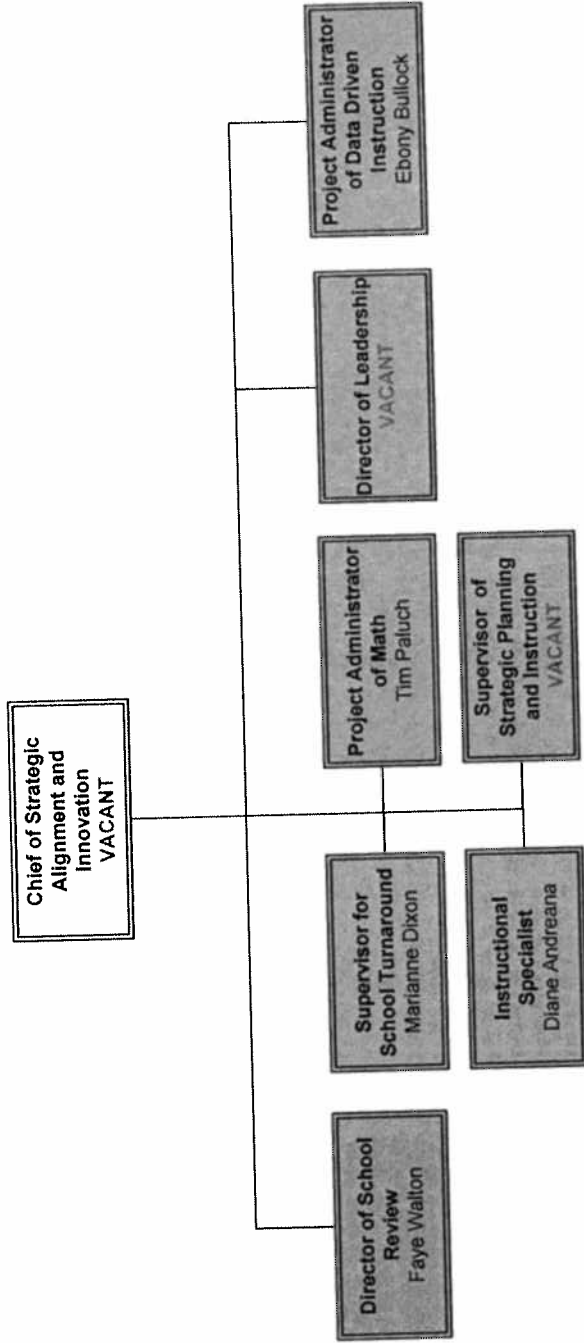 Chief of Strategic
Alignment and
Innovation
VACANT
Director of School
Review
Faye Walton
Supervisor for
School Turnaround
Marianne Dixon
Project Administrator
of Math
Tim Paluch
Director of Leadership
VACANT
Project Administrator
of Data Driven
Instruction
Ebony Bullock
Instructional
Specialist
Diane Andreana
Supervisor of
Strategic Planning
and Instruction
VACANT